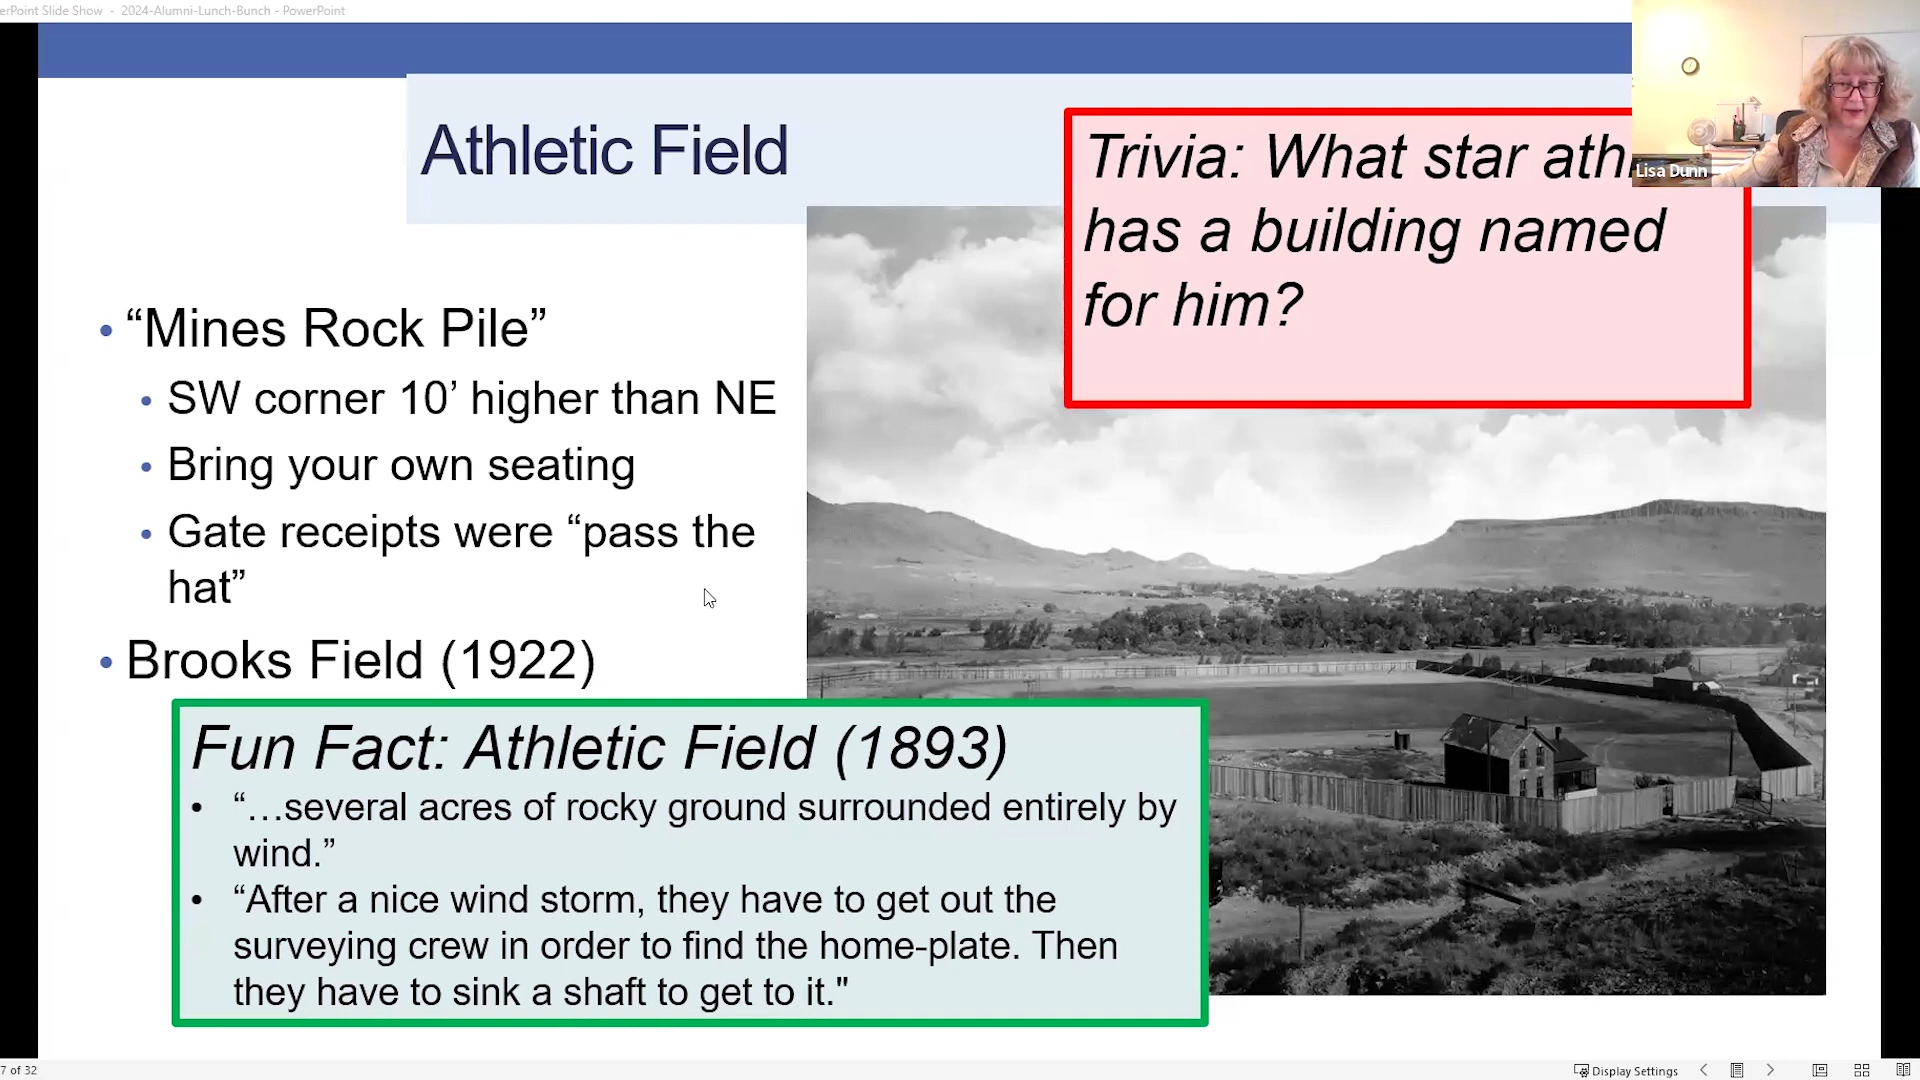 erPoint Slide Show - 2024-Alumni-Lunch-Bunch - PowerPoint
Athletic Field
Trivia: What star ath
has a building named
for him?
Lisa Dunn
• “Mines Rock Pile”
• SW corner 10’ higher than NE
• Bring your own seating
• Gate receipts were “pass the
hat”
• Brooks Field (1922)
Fun Fact: Athletic Field (1893)
• “…several acres of rocky ground surrounded entirely by
wind.”
• “After a nice wind storm, they have to get out the
surveying crew in order to find the home-plate. Then
they have to sink a shaft to get to it."
7 of 32
Display Settings